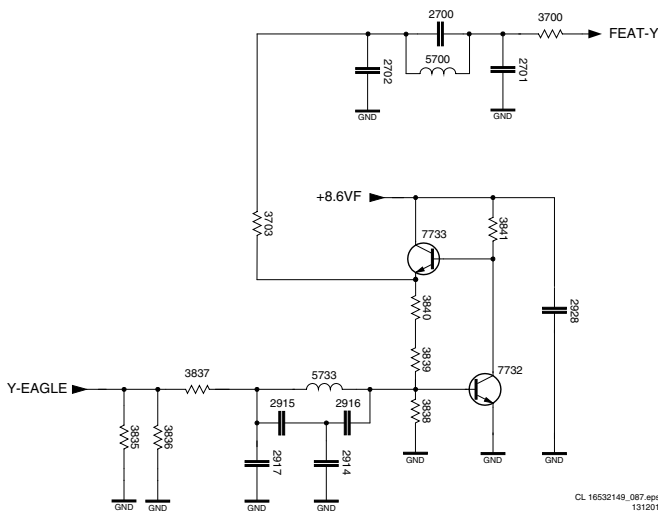 2700
3700
FEAT-Y
5700
2702
2701
GND
GND
+8.6VF
3703
7733
3841
3840
2928
3839
Y-EAGLE
3837
5733
7732
2915
2916
3838
3835
3836
2917
2914
GND
GND
GND
GND
GND
GND
GND
CL 16532149_087.eps
131201